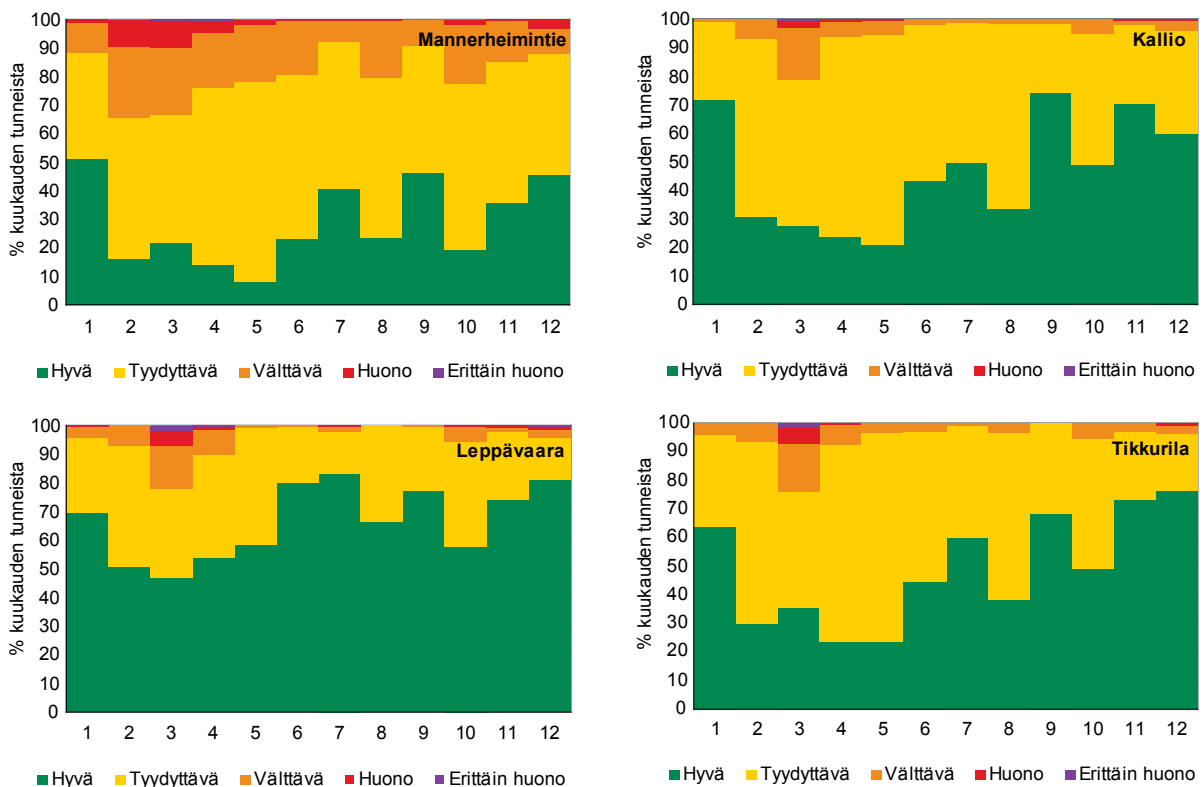 % kuukauden tunneista
100
90
80
70
60
50
40
30
20
10
0
Mannerheimintie
1 2 3 4 5 6 7 8 9 10 11 12
Hyvä Tyydyttävä Välttävä Huono Erittäin huono
% kuukauden tunneista
100
90
80
70
60
50
40
30
20
10
0
Kallio
1 2 3 4 5 6 7 8 9 10 11 12
Hyvä Tyydyttävä Välttävä Huono Erittäin huono
% kuukauden tunneista
100
90
80
70
60
50
40
30
20
10
0
Leppävaara
1 2 3 4 5 6 7 8 9 10 11 12
Hyvä Tyydyttävä Välttävä Huono Erittäin huono
% kuukauden tunneista
100
90
80
70
60
50
40
30
20
10
0
Tikkurila
1 2 3 4 5 6 7 8 9 10 11 12
Hyvä Tyydyttävä Välttävä Huono Erittäin huono